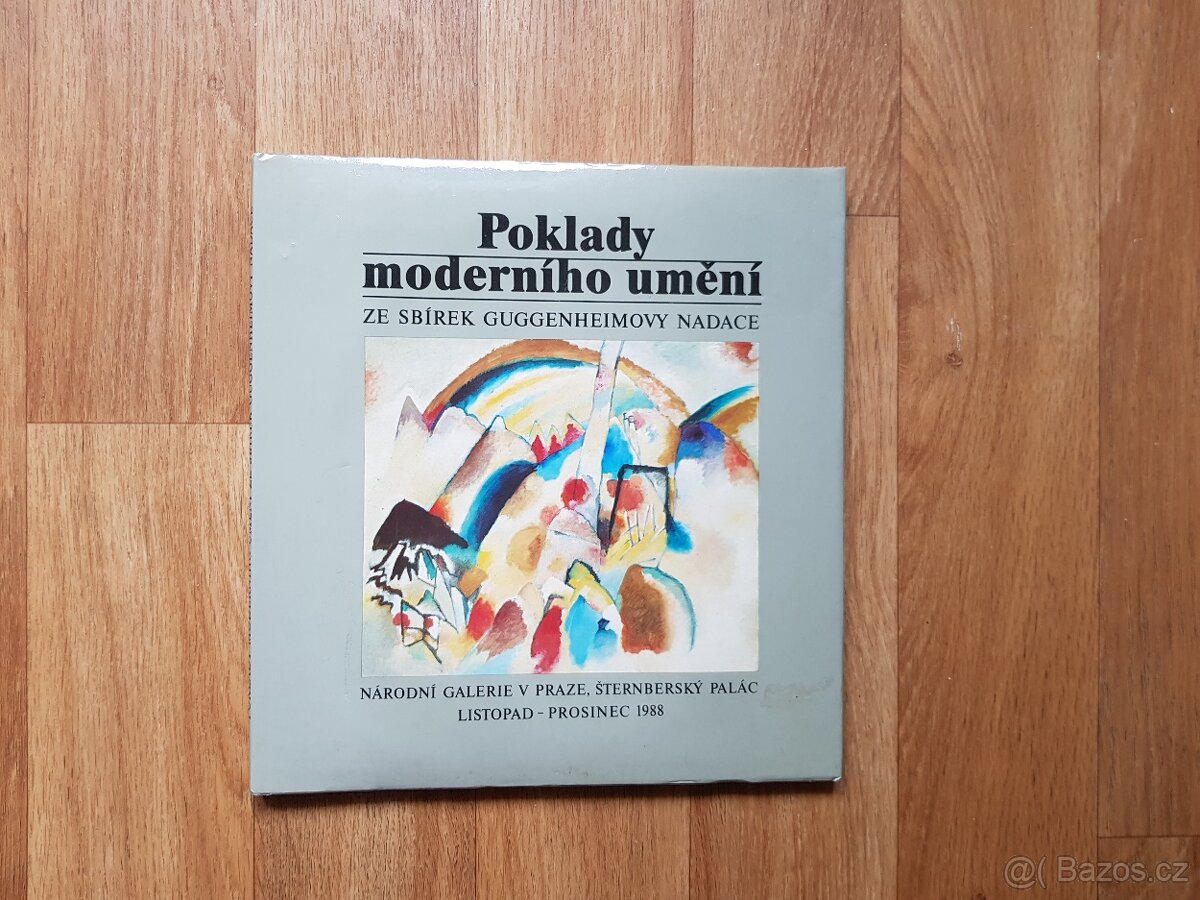 Poklady
moderního umění
ZE SBÍREK GUGGENHEIMOVY NADACE
NÁRODNÍ GALERIE V PRAZE, ŠTERNBERSKÝ PALÁC
LISTOPAD – PROSINEC 1988
@( Bazos.cz